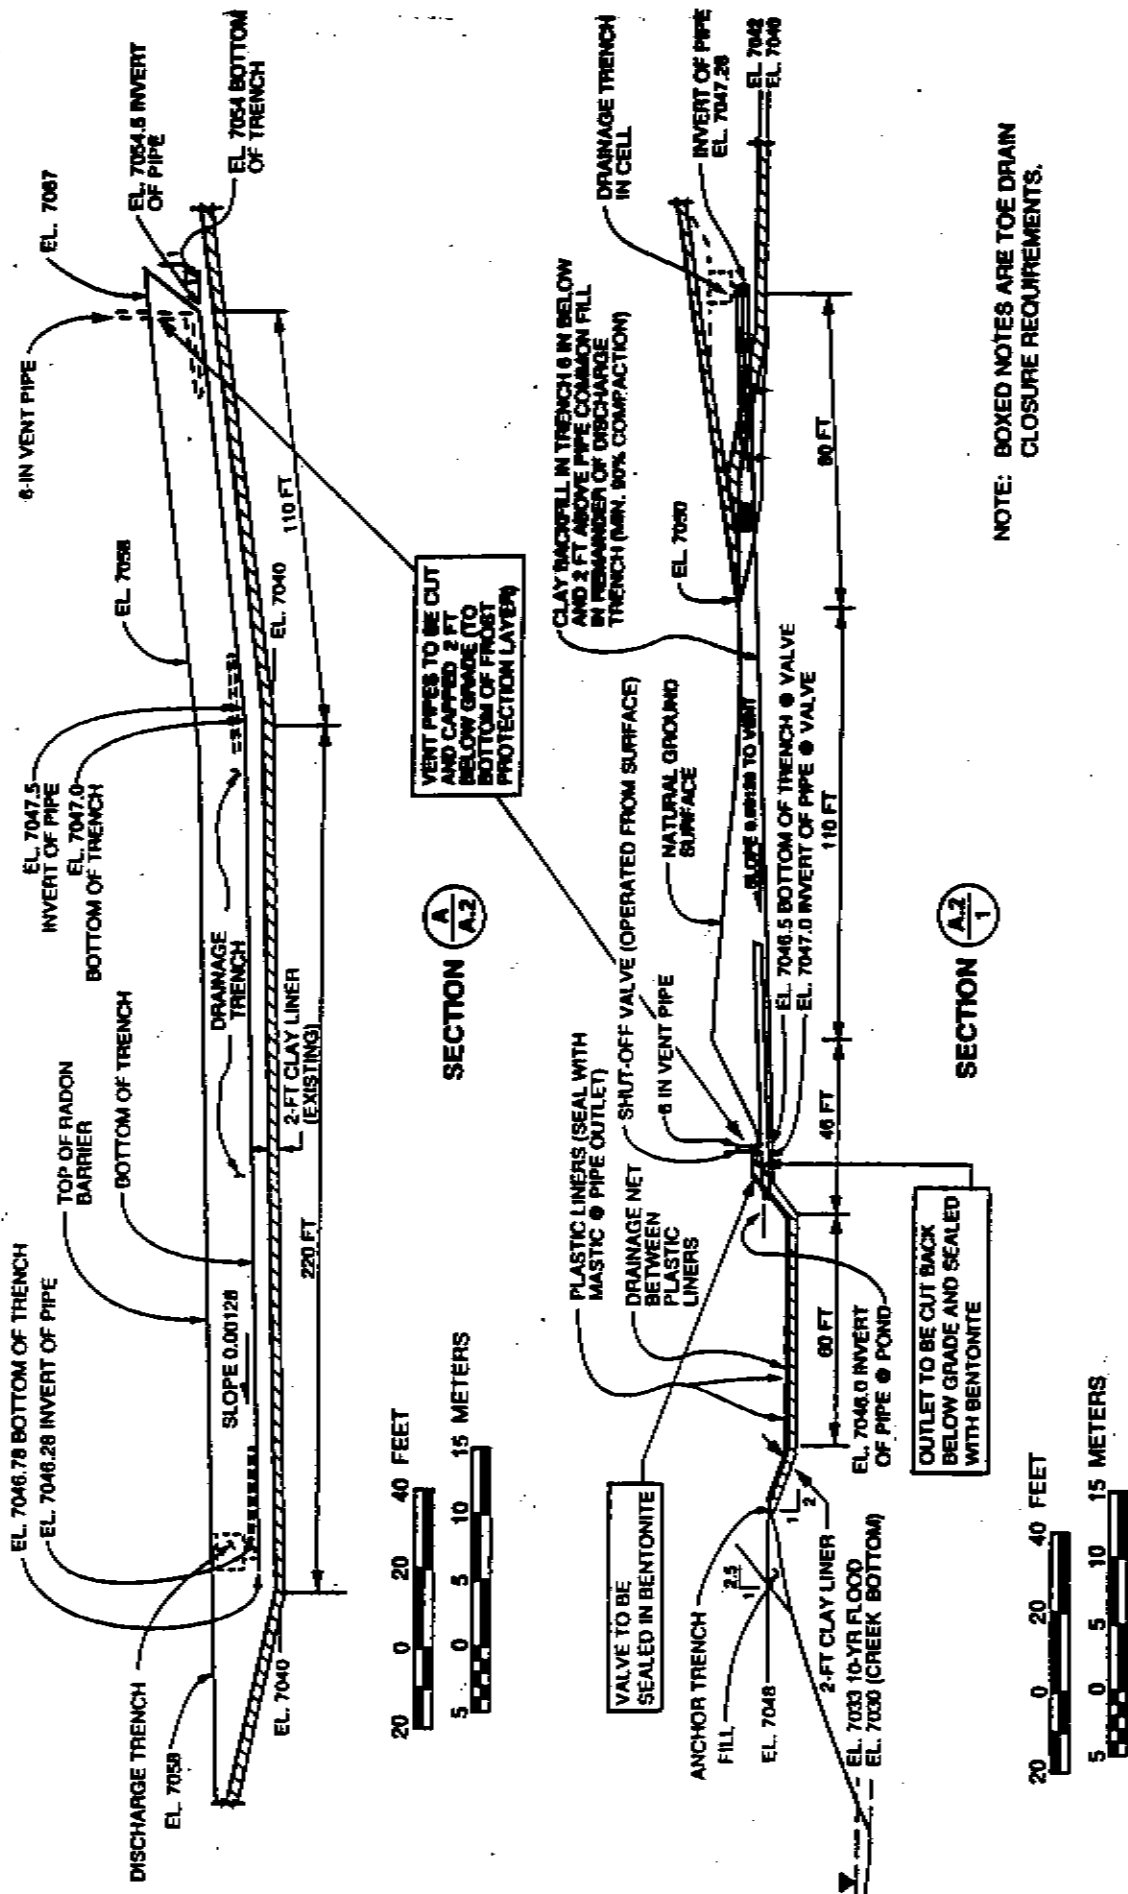 6-IN VENT PIPE
EL. 7067
EL. 7054.5 INVERT
OF PIPE
EL. 7054 BOTTOM
OF TRENCH
EL. 7058
EL. 7047.5
INVERT OF PIPE
EL. 7047.0
BOTTOM OF TRENCH
TOP OF RADON
BARRIER
BOTTOM OF TRENCH
EL. 7046.78 BOTTOM OF TRENCH
EL. 7046.28 INVERT OF PIPE
DISCHARGE TRENCH
EL. 7058
DRAINAGE
TRENCH
SLOPE 0.00128
2-FT CLAY LINER
(EXISTING)
EL. 7040
EL. 7040
220 FT
110 FT
SECTION
A
A.2
20 0 20 40 FEET
5 0 5 10 15 METERS
VENT PIPES TO BE CUT
AND CAPPED 2 FT
BELOW GRADE (TO
BOTTOM OF FROST
PROTECTION LAYER)
CLAY BACKFILL IN TRENCH 6 IN BELOW
AND 2 FT ABOVE PIPE COMMON FILL
IN REMAINDER OF DISCHARGE
TRENCH (MIN. 90% COMPACTION)
DRAINAGE TRENCH
IN CELL
INVERT OF PIPE
EL. 7047.28
EL. 7042
EL. 7040
EL. 7050
NATURAL GROUND
SURFACE
SHUT-OFF VALVE (OPERATED FROM SURFACE)
6 IN VENT PIPE
PLASTIC LINERS (SEAL WITH
MASTIC @ PIPE OUTLET)
DRAINAGE NET
BETWEEN
PLASTIC
LINERS
TO VENT
EL. 7046.5 BOTTOM OF TRENCH @ VALVE
EL. 7047.0 INVERT OF PIPE @ VALVE
60 FT
46 FT
110 FT
80 FT
VALVE TO BE
SEALED IN BENTONITE
ANCHOR TRENCH
FILL
EL. 7048
2.5
1
1
2
2-FT CLAY LINER
EL. 7033 10-YR FLOOD
EL. 7030 (CREEK BOTTOM)
EL. 7046.0 INVERT
OF PIPE @ POND
OUTLET TO BE CUT BACK
BELOW GRADE AND SEALED
WITH BENTONITE
SECTION
A.2
1
20 0 20 40 FEET
5 0 5 10 15 METERS
NOTE: BOXED NOTES ARE TOE DRAIN
CLOSURE REQUIREMENTS.